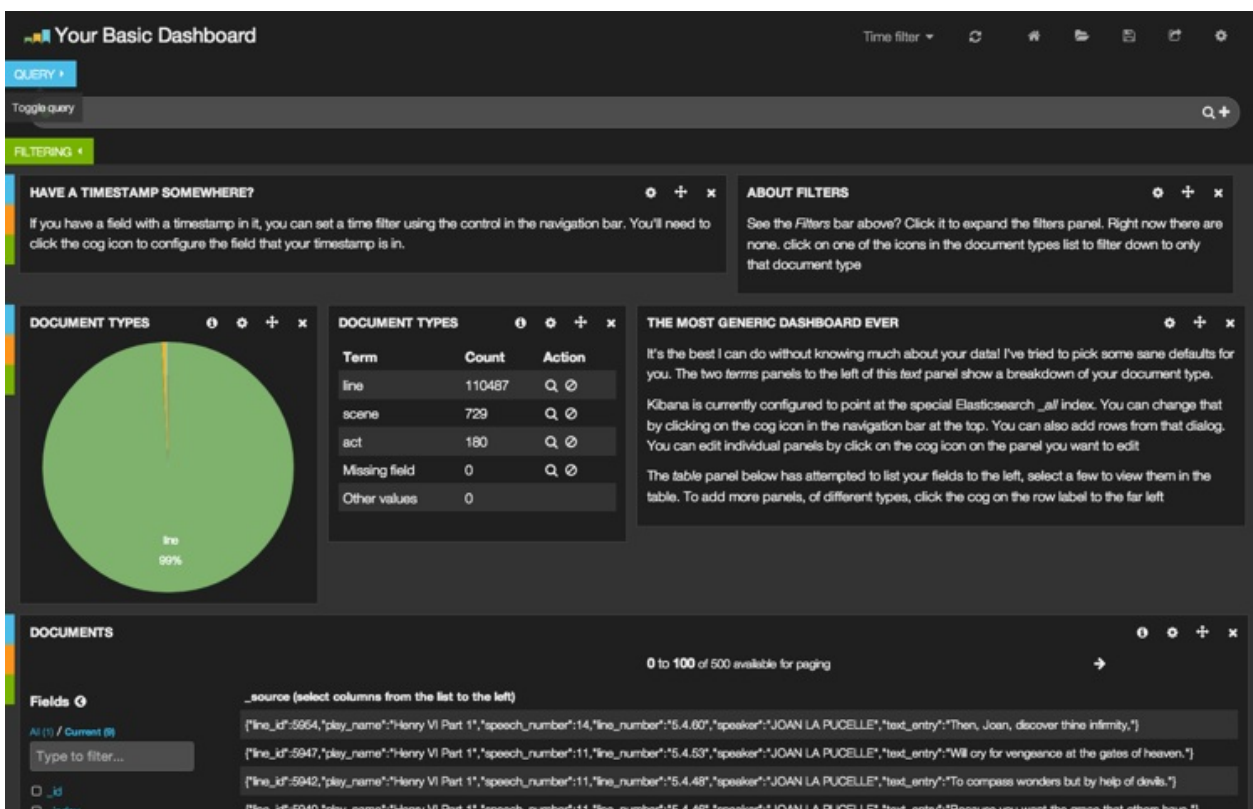 Your Basic Dashboard
Time filter
QUERY
Toggle query
FILTERING
HAVE A TIMESTAMP SOMEWHERE?
If you have a field with a timestamp in it, you can set a time filter using the control in the navigation bar. You'll need to
click the cog icon to configure the field that your timestamp is in.
ABOUT FILTERS
See the Filters bar above? Click it to expand the filters panel. Right now there are
none. click on one of the icons in the document types list to filter down to only
that document type
DOCUMENT TYPES
line
99%
DOCUMENT TYPES
Term Count Action
line 110487
scene 729
act 180
Missing field 0
Other values 0
THE MOST GENERIC DASHBOARD EVER
It's the best I can do without knowing much about your data! I've tried to pick some sane defaults for
you. The two terms panels to the left of this text panel show a breakdown of your document type.
Kibana is currently configured to point at the special Elasticsearch _all index. You can change that
by clicking on the cog icon in the navigation bar at the top. You can also add rows from that dialog.
You can edit individual panels by click on the cog icon on the panel you want to edit
The table panel below has attempted to list your fields to the left, select a few to view them in the
table. To add more panels, of different types, click the cog on the row label to the far left
DOCUMENTS
0 to 100 of 500 available for paging
Fields
All (1) / Current (9)
Type to filter...
_id
_source (select columns from the list to the left)
{"line_id":5954,"play_name":"Henry VI Part 1","speech_number":14,"line_number":"5.4.60","speaker":"JOAN LA PUCELLE","text_entry":"Then, Joan, discover thine infirmity,"}
{"line_id":5947,"play_name":"Henry VI Part 1","speech_number":11,"line_number":"5.4.53","speaker":"JOAN LA PUCELLE","text_entry":"Will cry for vengeance at the gates of heaven."}
{"line_id":5942,"play_name":"Henry VI Part 1","speech_number":11,"line_number":"5.4.48","speaker":"JOAN LA PUCELLE","text_entry":"To compass wonders but by help of devils."}